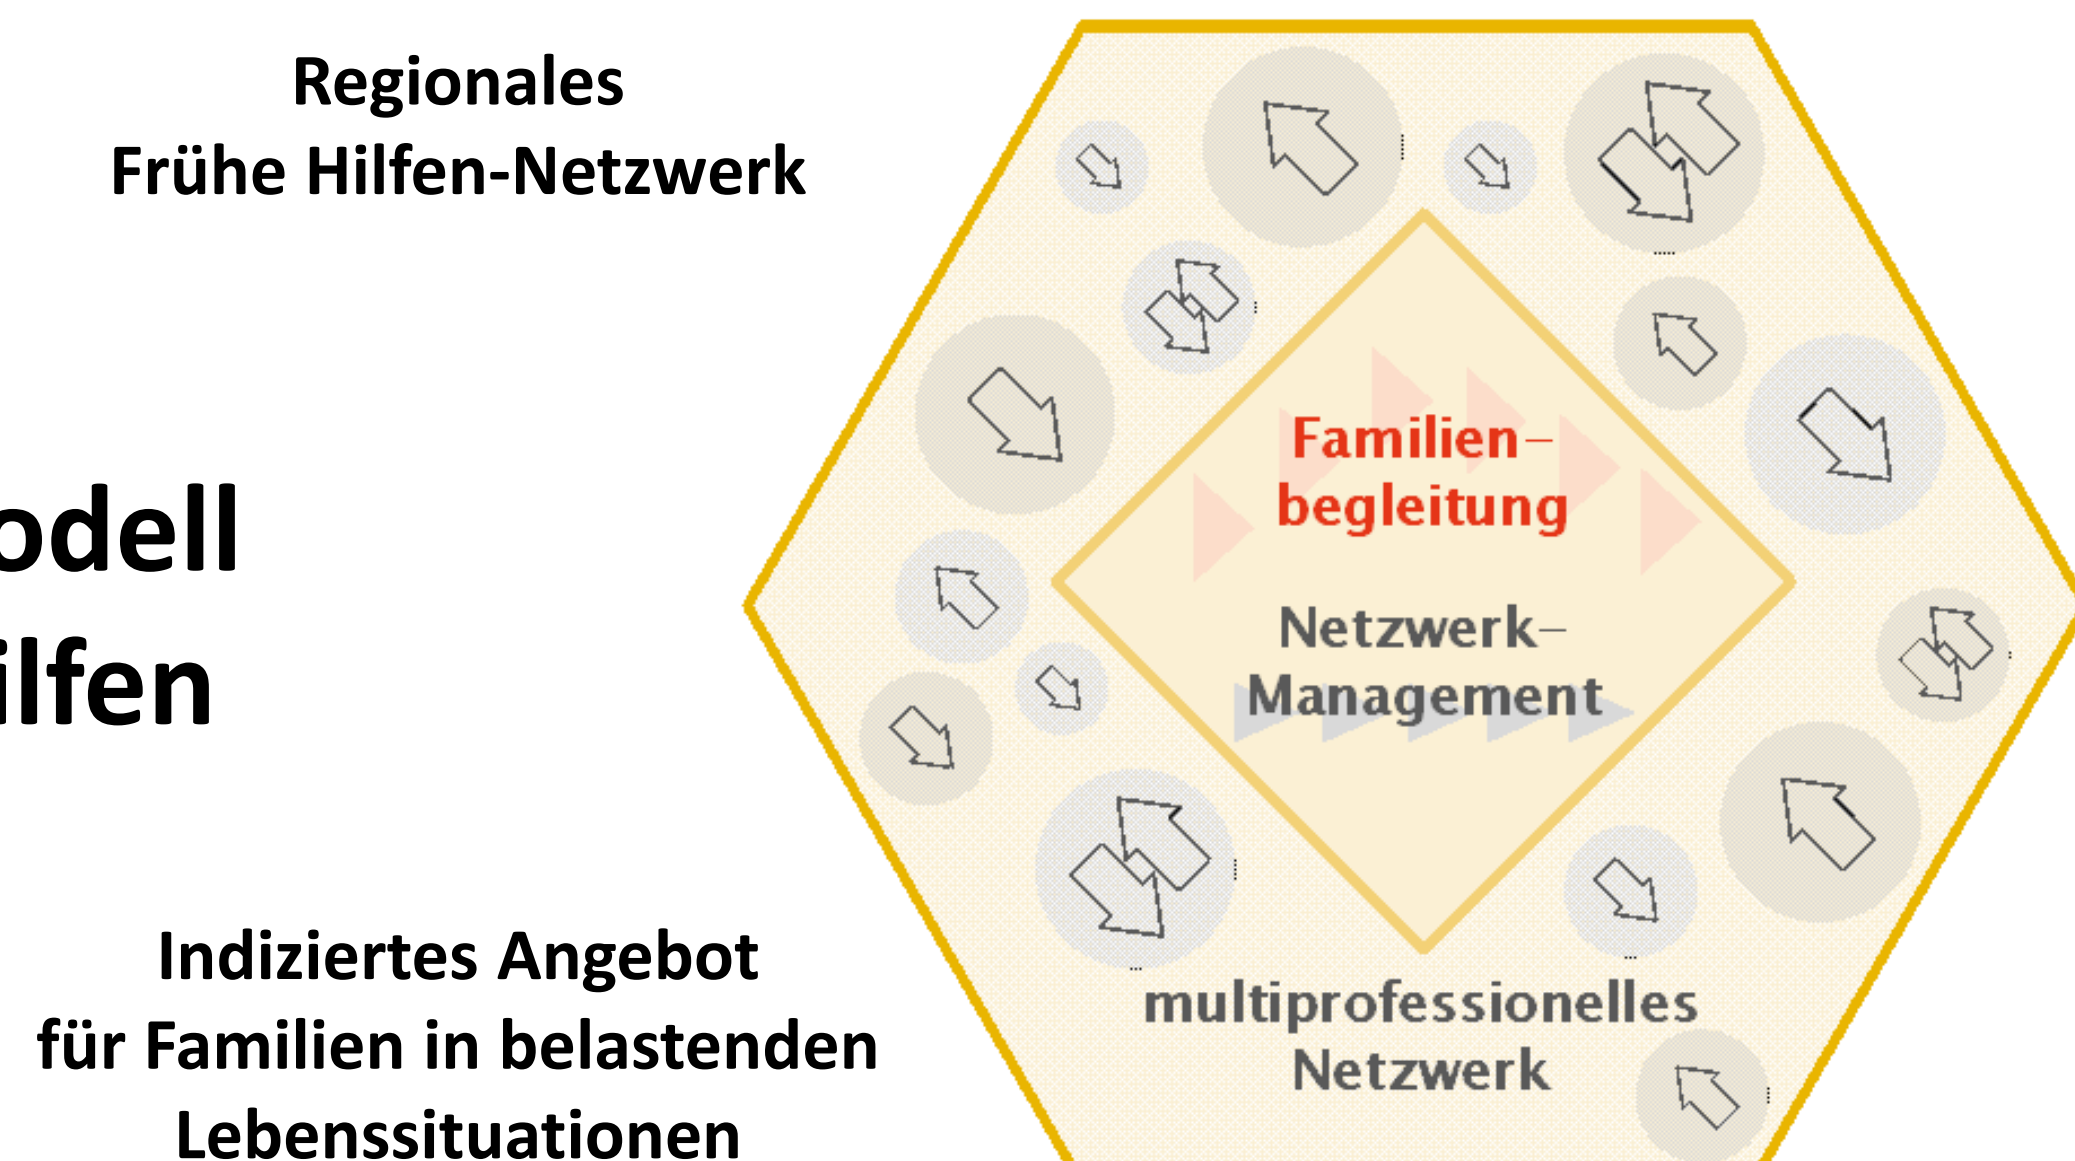 Regionales
Frühe Hilfen-Netzwerk
odell
ilfen
Indiziertes Angebot
für Familien in belastenden
Lebenssituationen
Familien–
begleitung
Netzwerk–
Management
multiprofessionelles
Netzwerk